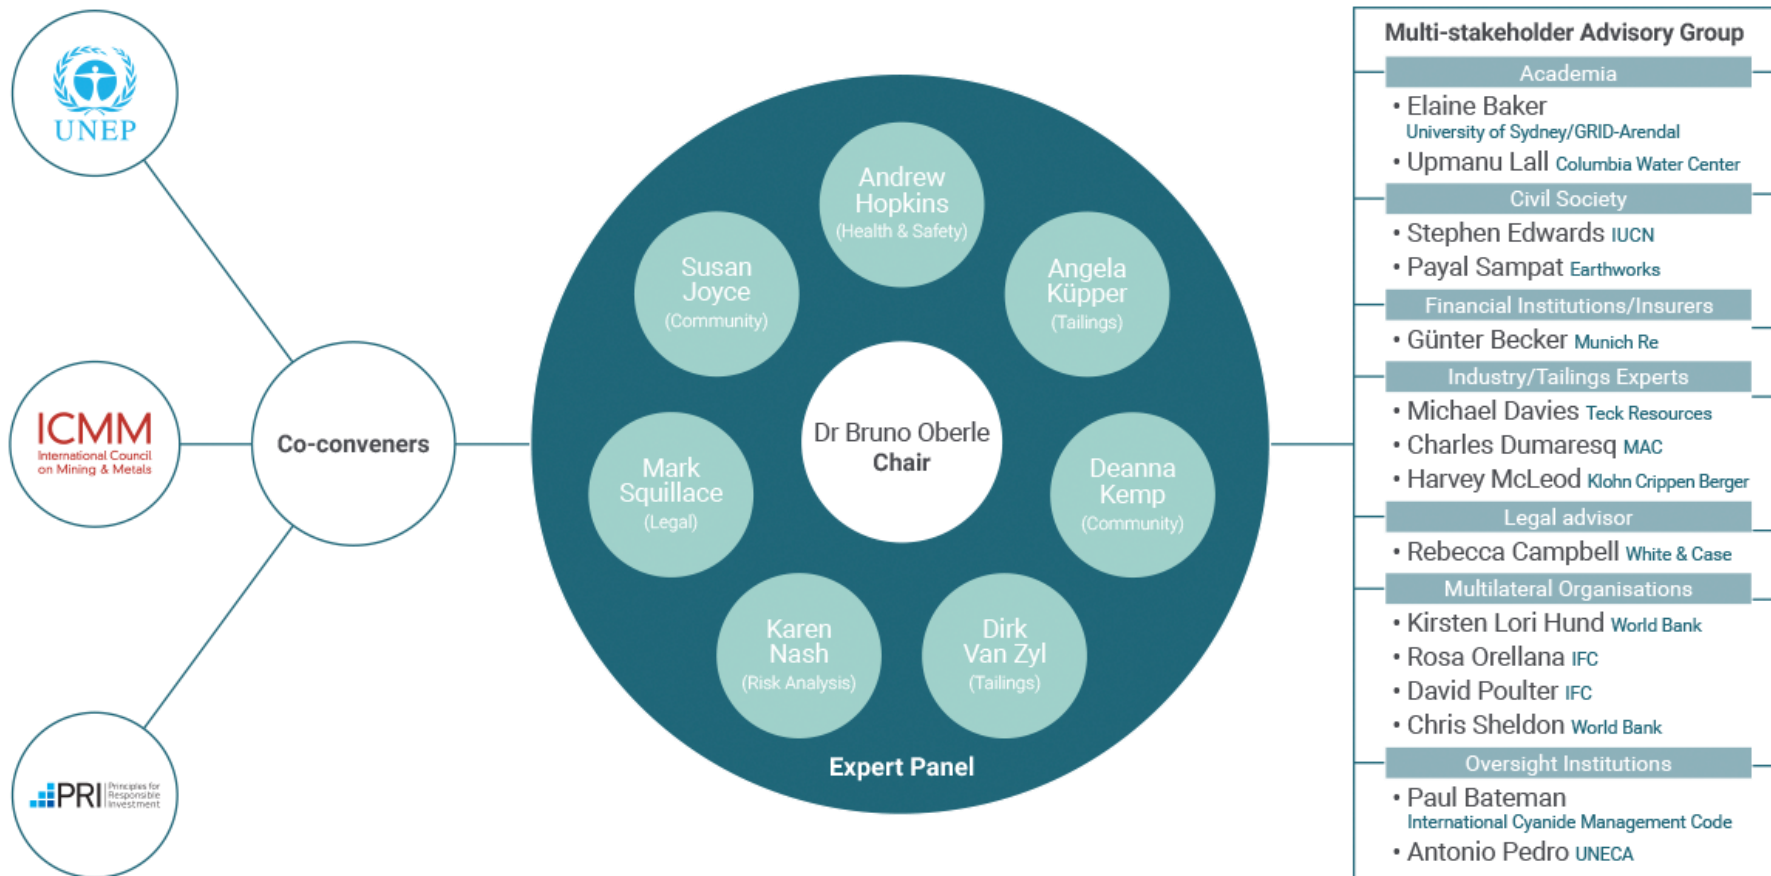 UNEP
ICMM
International Council
on Mining & Metals
PRI
Principles for
Responsible
Investment
Co-conveners
Andrew
Hopkins
(Health & Safety)
Susan
Joyce
(Community)
Angela
Küpper
(Tailings)
Dr Bruno Oberle
Chair
Mark
Squillace
(Legal)
Deanna
Kemp
(Community)
Karen
Nash
(Risk Analysis)
Dirk
Van Zyl
(Tailings)
Expert Panel
Multi-stakeholder Advisory Group
Academia
• Elaine Baker
University of Sydney/GRID-Arendal
• Upmanu Lall Columbia Water Center
Civil Society
• Stephen Edwards IUCN
• Payal Sampat Earthworks
Financial Institutions/Insurers
• Günter Becker Munich Re
Industry/Tailings Experts
• Michael Davies Teck Resources
• Charles Dumaresq MAC
• Harvey McLeod Klohn Crippen Berger
Legal advisor
• Rebecca Campbell White & Case
Multilateral Organisations
• Kirsten Lori Hund World Bank
• Rosa Orellana IFC
• David Poulter IFC
• Chris Sheldon World Bank
Oversight Institutions
• Paul Bateman
International Cyanide Management Code
• Antonio Pedro UNECA